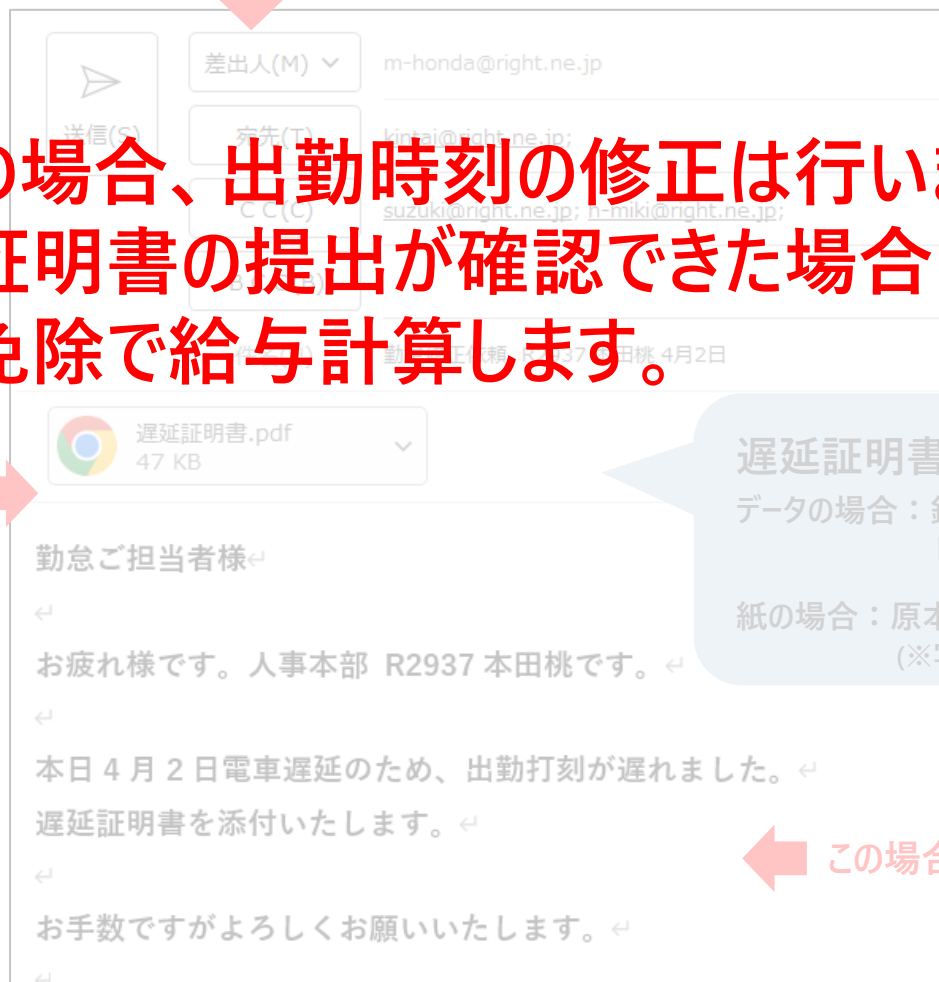 差出人(M)
m-honda@right.ne.jp
送信(S)
宛先(T)
kintai@right.ne.jp;
の場合、出勤時刻の修正は行いま
CC(C)
suzuki@right.ne.jp; h-miki@right.ne.jp;
証明書の提出が確認できた場合
免除で給与計算します。
R2937 本田桃 4月2日
遅延証明書.pdf
47 KB
遅延証明書
データの場合：
勤怠ご担当者様
紙の場合：原本
(※
お疲れ様です。人事本部 R2937 本田桃です。
本日4月2日電車遅延のため、出勤打刻が遅れました。
遅延証明書を添付いたします。
この場合
お手数ですがよろしくお願いいたします。